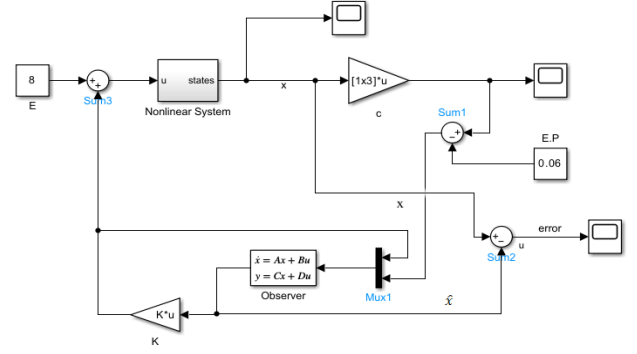 8
E
+
+
Sum3
u
states
Nonlinear System
x
[1x3]*u
c
Sum1
−+
E.P
0.06
x
+
−
Sum2
error
u
ẋ = Ax + Bu
y = Cx + Du
Observer
Mux1
x̂
K*u
K